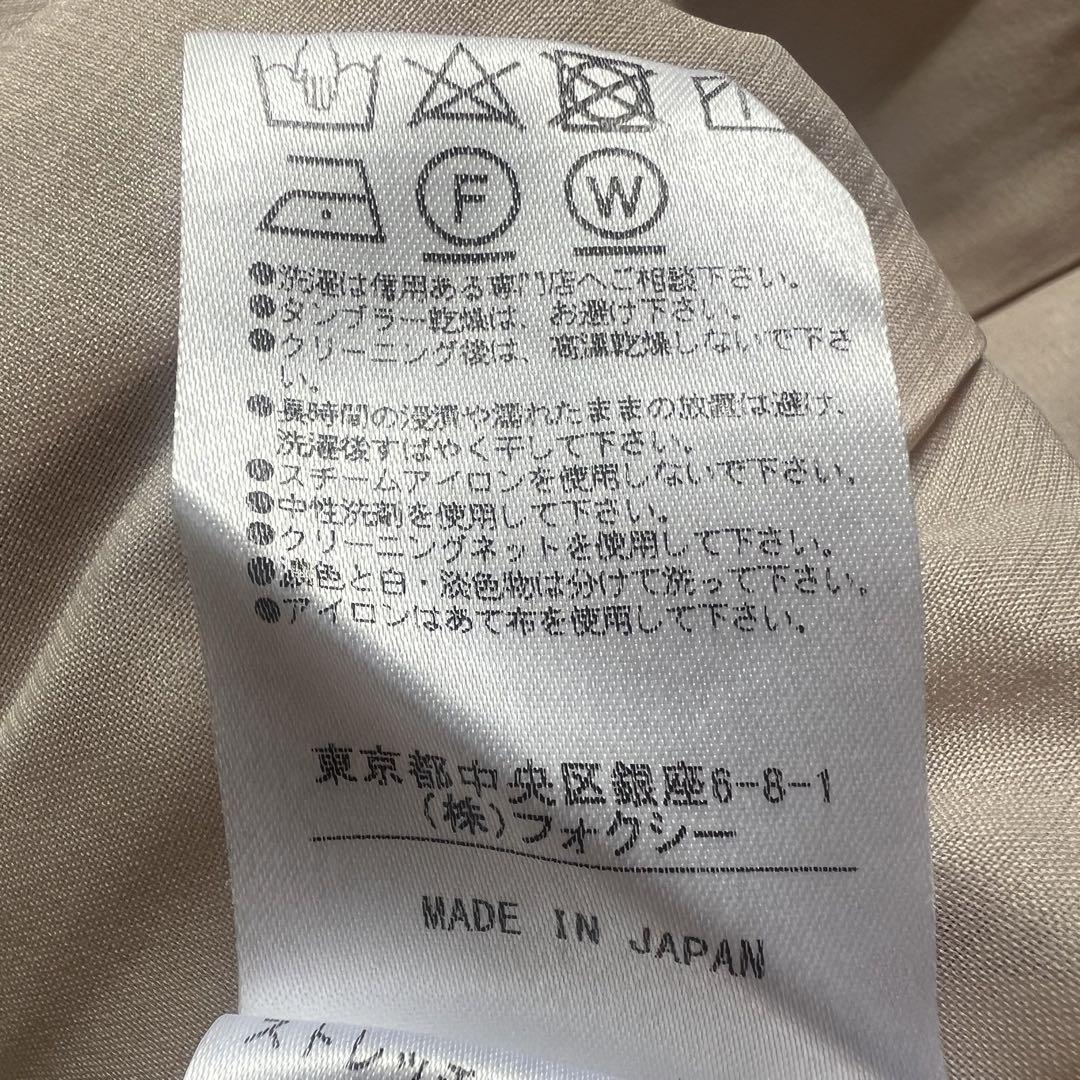 F W
●洗濯は信用ある専門店へご相談下さい。
●タンブラー乾燥は、お避け下さい。
●クリーニング後は、高温乾燥しないで下さ
い。
●長時間の浸漬や濡れたままの放置は避け、
洗濯後すばやく干して下さい。
●スチームアイロンを使用しないで下さい。
●中性洗剤を使用して下さい。
●クリーニングネットを使用して下さい。
●濃色と白・淡色物は分けて洗って下さい。
●アイロンはあて布を使用して下さい。
東京都中央区銀座6-8-1
(株)フォクシー
MADE IN JAPAN
ストレッチ